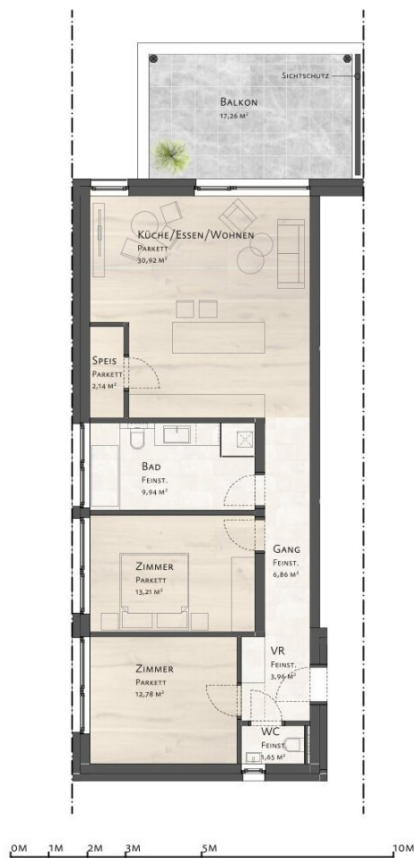 Sichtschutz
Balkon
17,26 m²
Küche/Essen/Wohnen
Parkett
30,92 m²
Speis
Parkett
2,14 m²
Bad
Feinst.
9,94 m²
Zimmer
Parkett
13,21 m²
Gang
Feinst.
6,86 m²
Zimmer
Parkett
12,78 m²
VR
Feinst.
3,96 m²
WC
Feinst.
1,65 m²
0m 1m 2m 3m 5m 10m